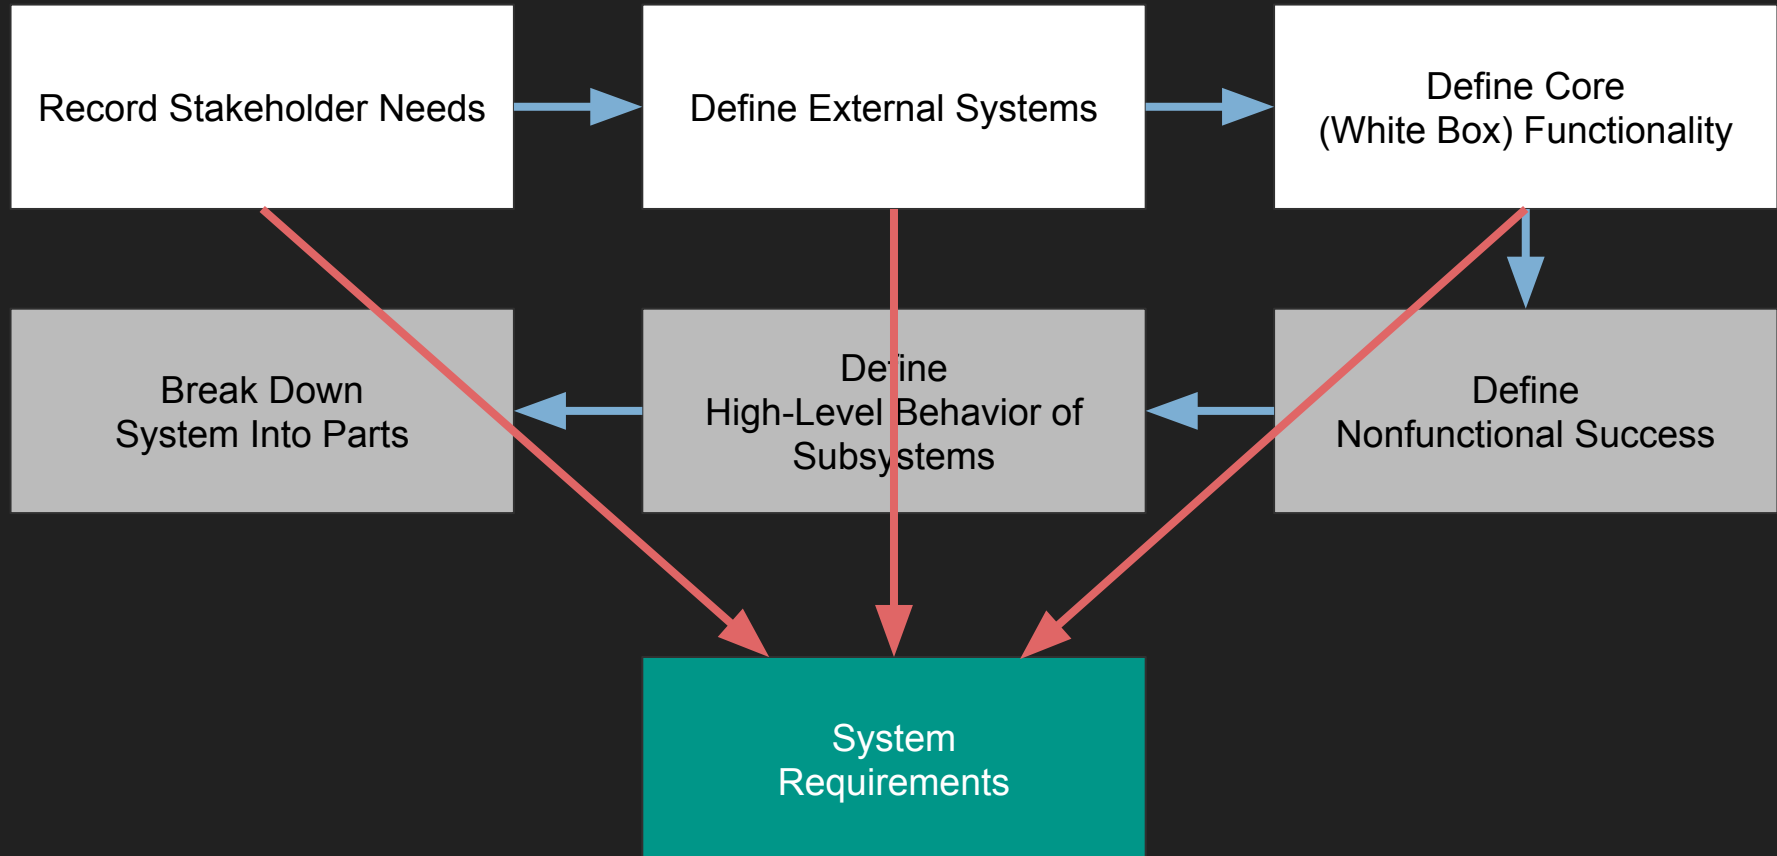 Record Stakeholder Needs
Define External Systems
Define Core
(White Box) Functionality
Break Down
System Into Parts
Define
High-Level Behavior of
Subsystems
Define
Nonfunctional Success
System
Requirements